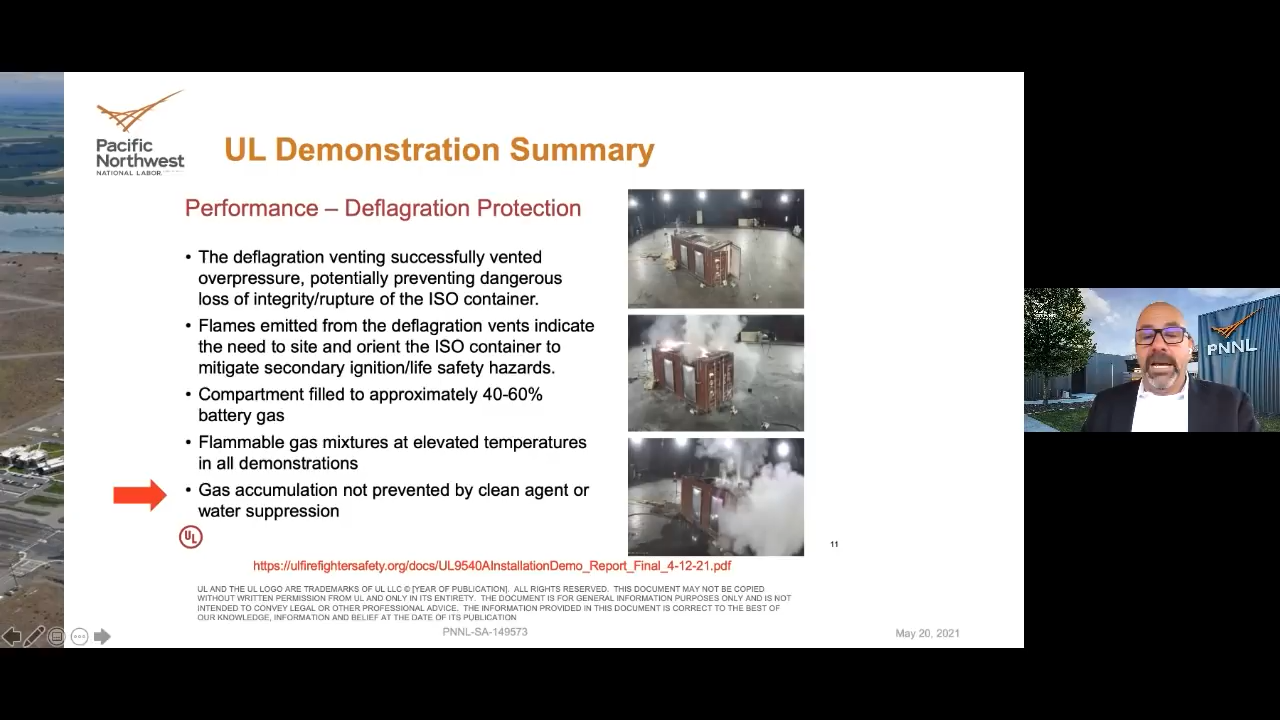 Pacific
Northwest
NATIONAL LABOR
UL Demonstration Summary
Performance – Deflagration Protection
• The deflagration venting successfully vented
overpressure, potentially preventing dangerous
loss of integrity/rupture of the ISO container.
• Flames emitted from the deflagration vents indicate
the need to site and orient the ISO container to
mitigate secondary ignition/life safety hazards.
• Compartment filled to approximately 40-60%
battery gas
• Flammable gas mixtures at elevated temperatures
in all demonstrations
• Gas accumulation not prevented by clean agent or
water suppression
UL
11
https://ulfirefightersafety.org/docs/UL9540AInstallationDemo_Report_Final_4-12-21.pdf
UL AND THE UL LOGO ARE TRADEMARKS OF UL LLC © [YEAR OF PUBLICATION]. ALL RIGHTS RESERVED. THIS DOCUMENT MAY NOT BE COPIED
WITHOUT WRITTEN PERMISSION FROM UL AND ONLY IN ITS ENTIRETY. THE DOCUMENT IS FOR GENERAL INFORMATION PURPOSES ONLY AND IS NOT
INTENDED TO CONVEY LEGAL OR OTHER PROFESSIONAL ADVICE. THE INFORMATION PROVIDED IN THIS DOCUMENT IS CORRECT TO THE BEST OF
OUR KNOWLEDGE, INFORMATION AND BELIEF AT THE DATE OF ITS PUBLICATION
PNNL-SA-149573
May 20, 2021
PNNL